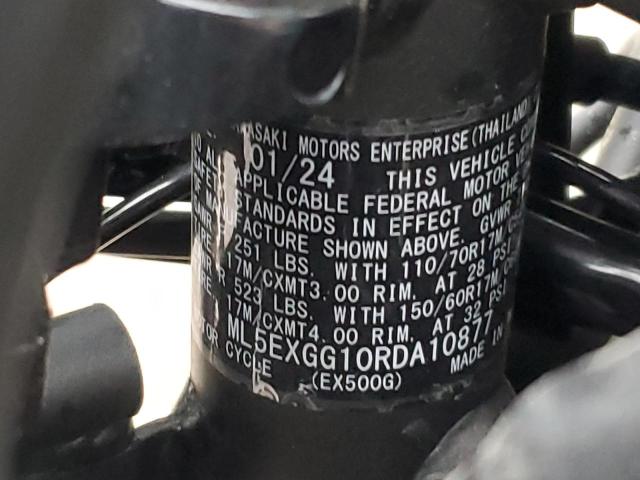 MOTORS ENTERPRISE (THAILAND)
01/24 THIS VEHICLE
APPLICABLE FEDERAL MOTOR
STANDARDS IN EFFECT ON THE
SHOWN ABOVE. GVWR
251 LBS. WITH 110/70R17M/C
17M/CXMT3.00 RIM, AT 28 PSI
523 LBS. WITH 150/60R17M/C
17M/CXMT4.00 RIM, AT 32 PSI
ML5EXGG10RDA10877
CYCLE (EX500G) MADE IN